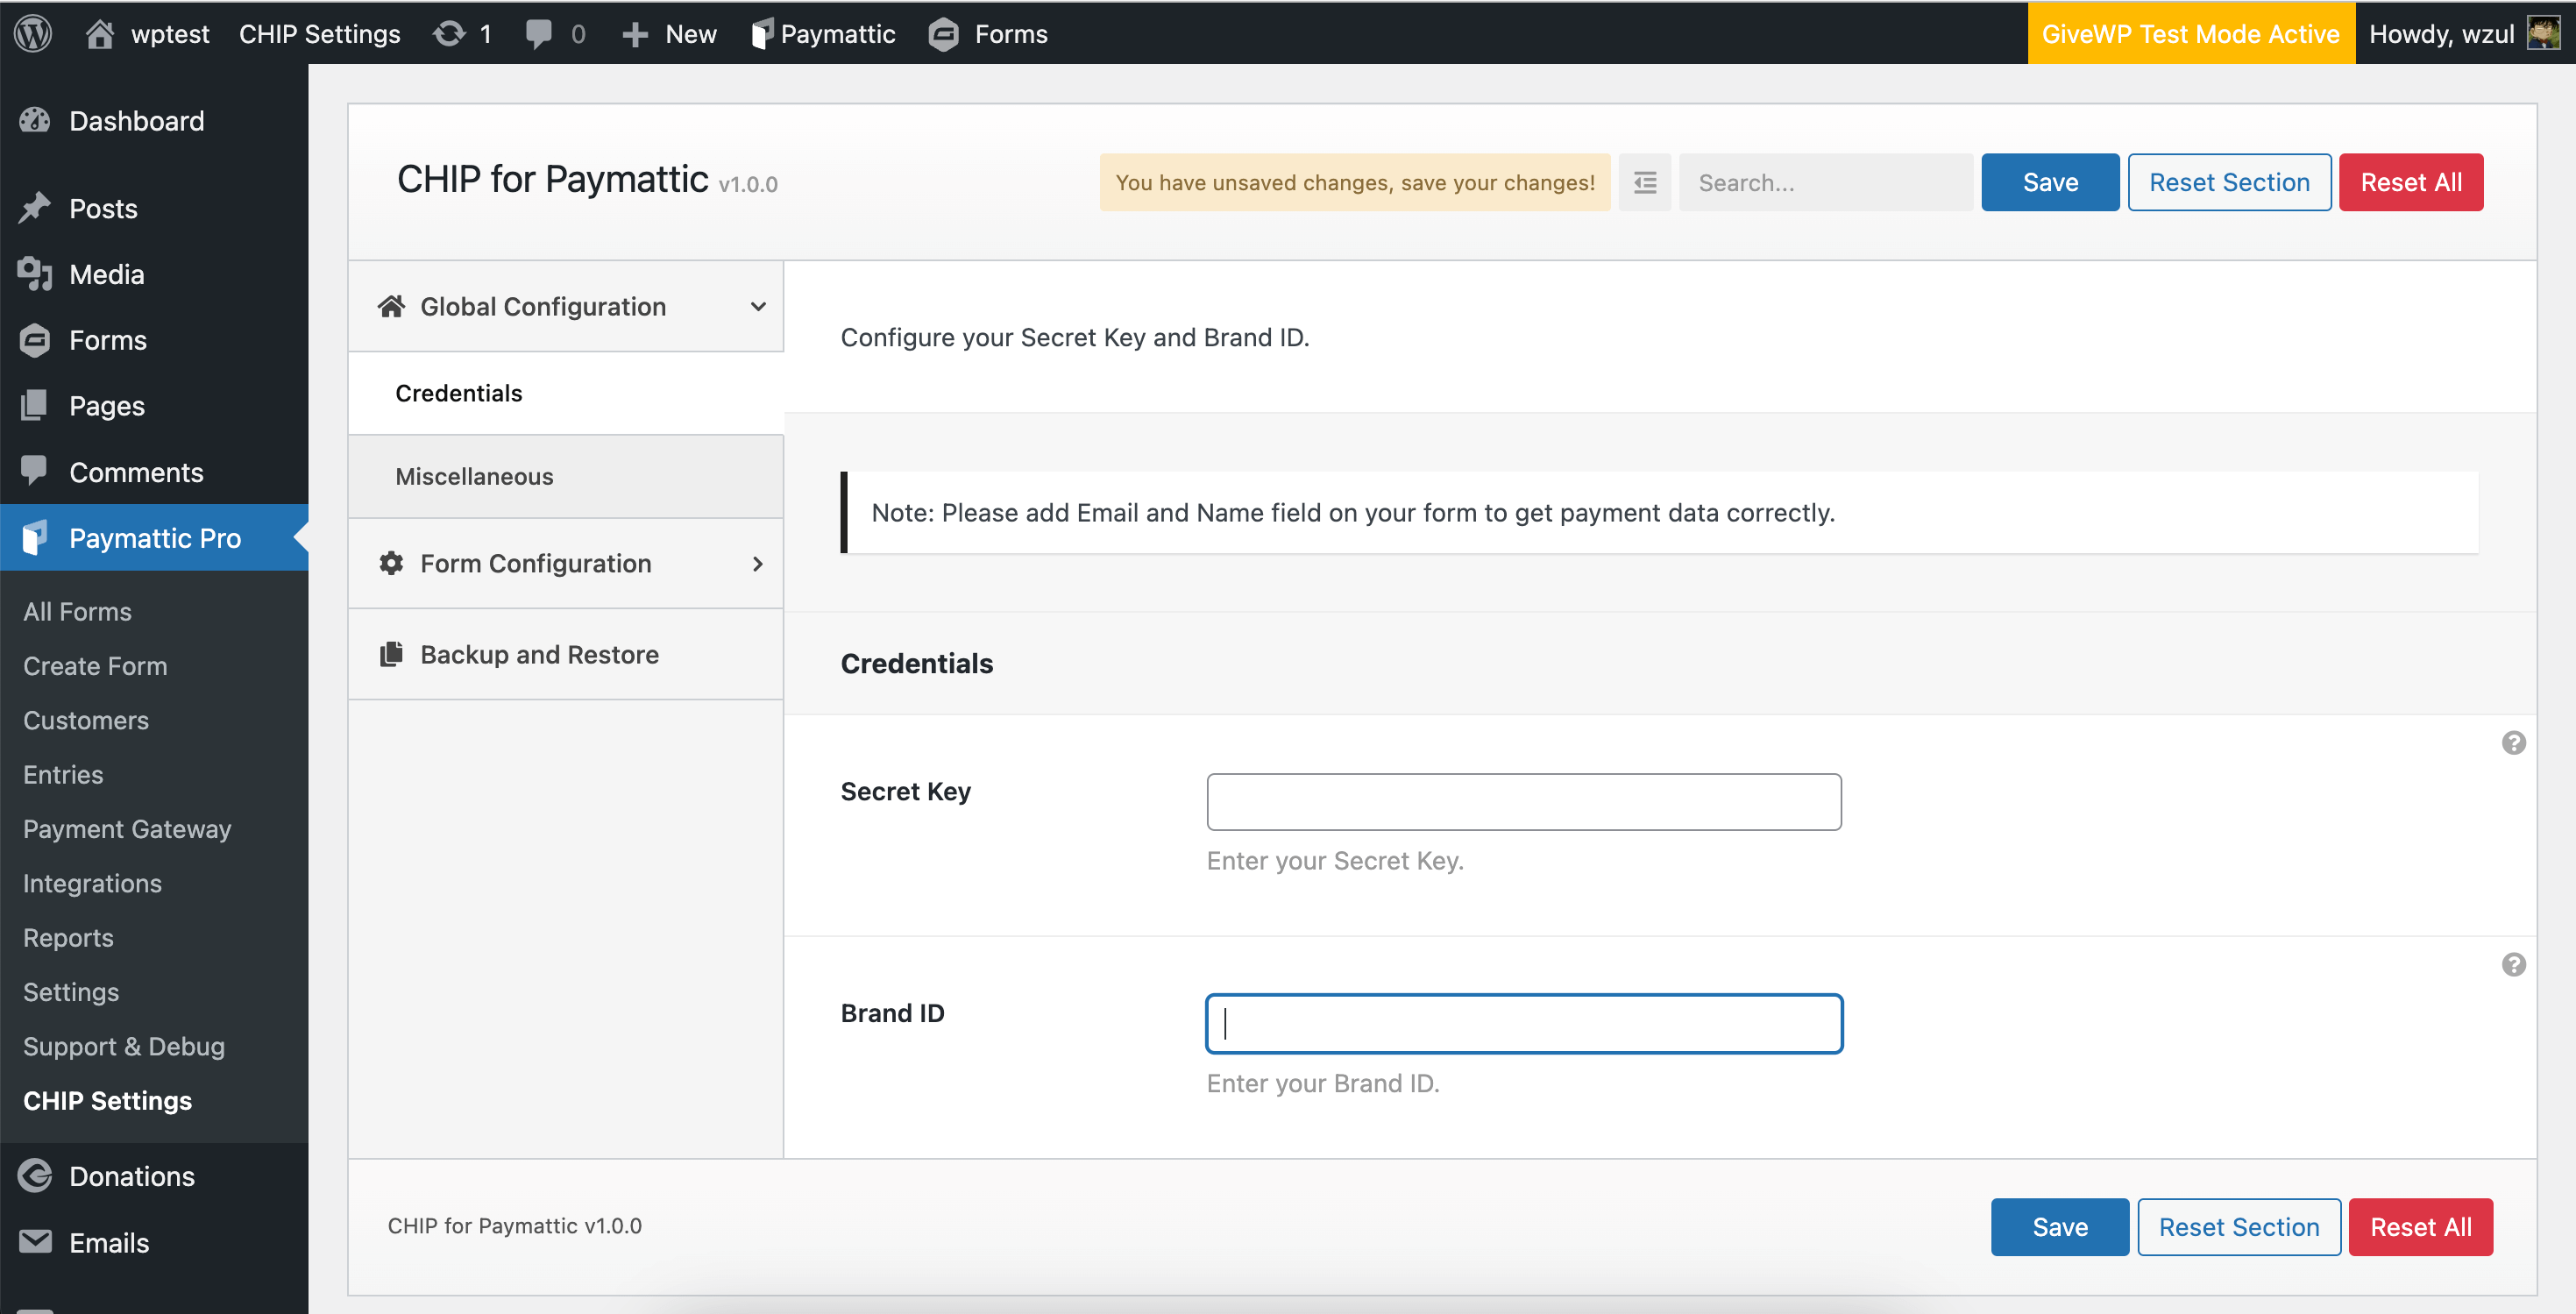 wptest CHIP Settings 1 0 New Paymattic Forms GiveWP Test Mode Active Howdy, wzul
Dashboard
Posts
Media
Forms
Pages
Comments
Paymattic Pro
All Forms
Create Form
Customers
Entries
Payment Gateway
Integrations
Reports
Settings
Support & Debug
CHIP Settings
Donations
Emails
CHIP for Paymattic v1.0.0
You have unsaved changes, save your changes! Search... Save Reset Section Reset All
Global Configuration
Credentials
Miscellaneous
Form Configuration
Backup and Restore
Configure your Secret Key and Brand ID.
Note: Please add Email and Name field on your form to get payment data correctly.
Credentials
Secret Key
Enter your Secret Key.
Brand ID
Enter your Brand ID.
CHIP for Paymattic v1.0.0
Save Reset Section Reset All